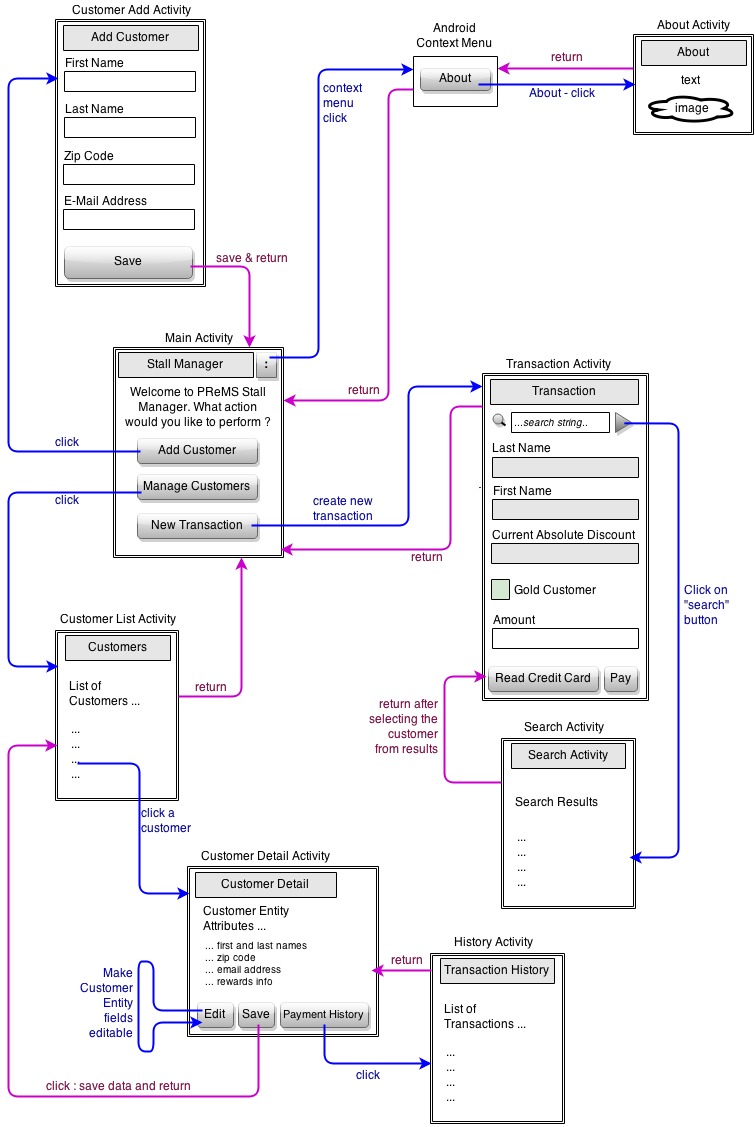 Customer Add Activity
Add Customer
First Name
Last Name
Zip Code
E-Mail Address
Save
save & return
Android
Context Menu
About
return
About - click
About Activity
About
text
image
context
menu
click
Main Activity
Stall Manager
:
Welcome to PReMS Stall
Manager. What action
would you like to perform ?
Add Customer
Manage Customers
New Transaction
click
click
return
create new
transaction
return
Transaction Activity
Transaction
...search string..
Last Name
First Name
Current Absolute Discount
Gold Customer
Amount
Read Credit Card
Pay
Click on
"search"
button
Customer List Activity
Customers
List of
Customers ...
...
...
...
...
return
click a
customer
return after
selecting the
customer
from results
Search Activity
Search Activity
Search Results
...
...
...
...
Customer Detail Activity
Customer Detail
Customer Entity
Attributes ...
... first and last names
... zip code
... email address
... rewards info
Edit
Save
Payment History
Make
Customer
Entity
fields
editable
click : save data and return
click
return
History Activity
Transaction History
List of
Transactions ...
...
...
...
...